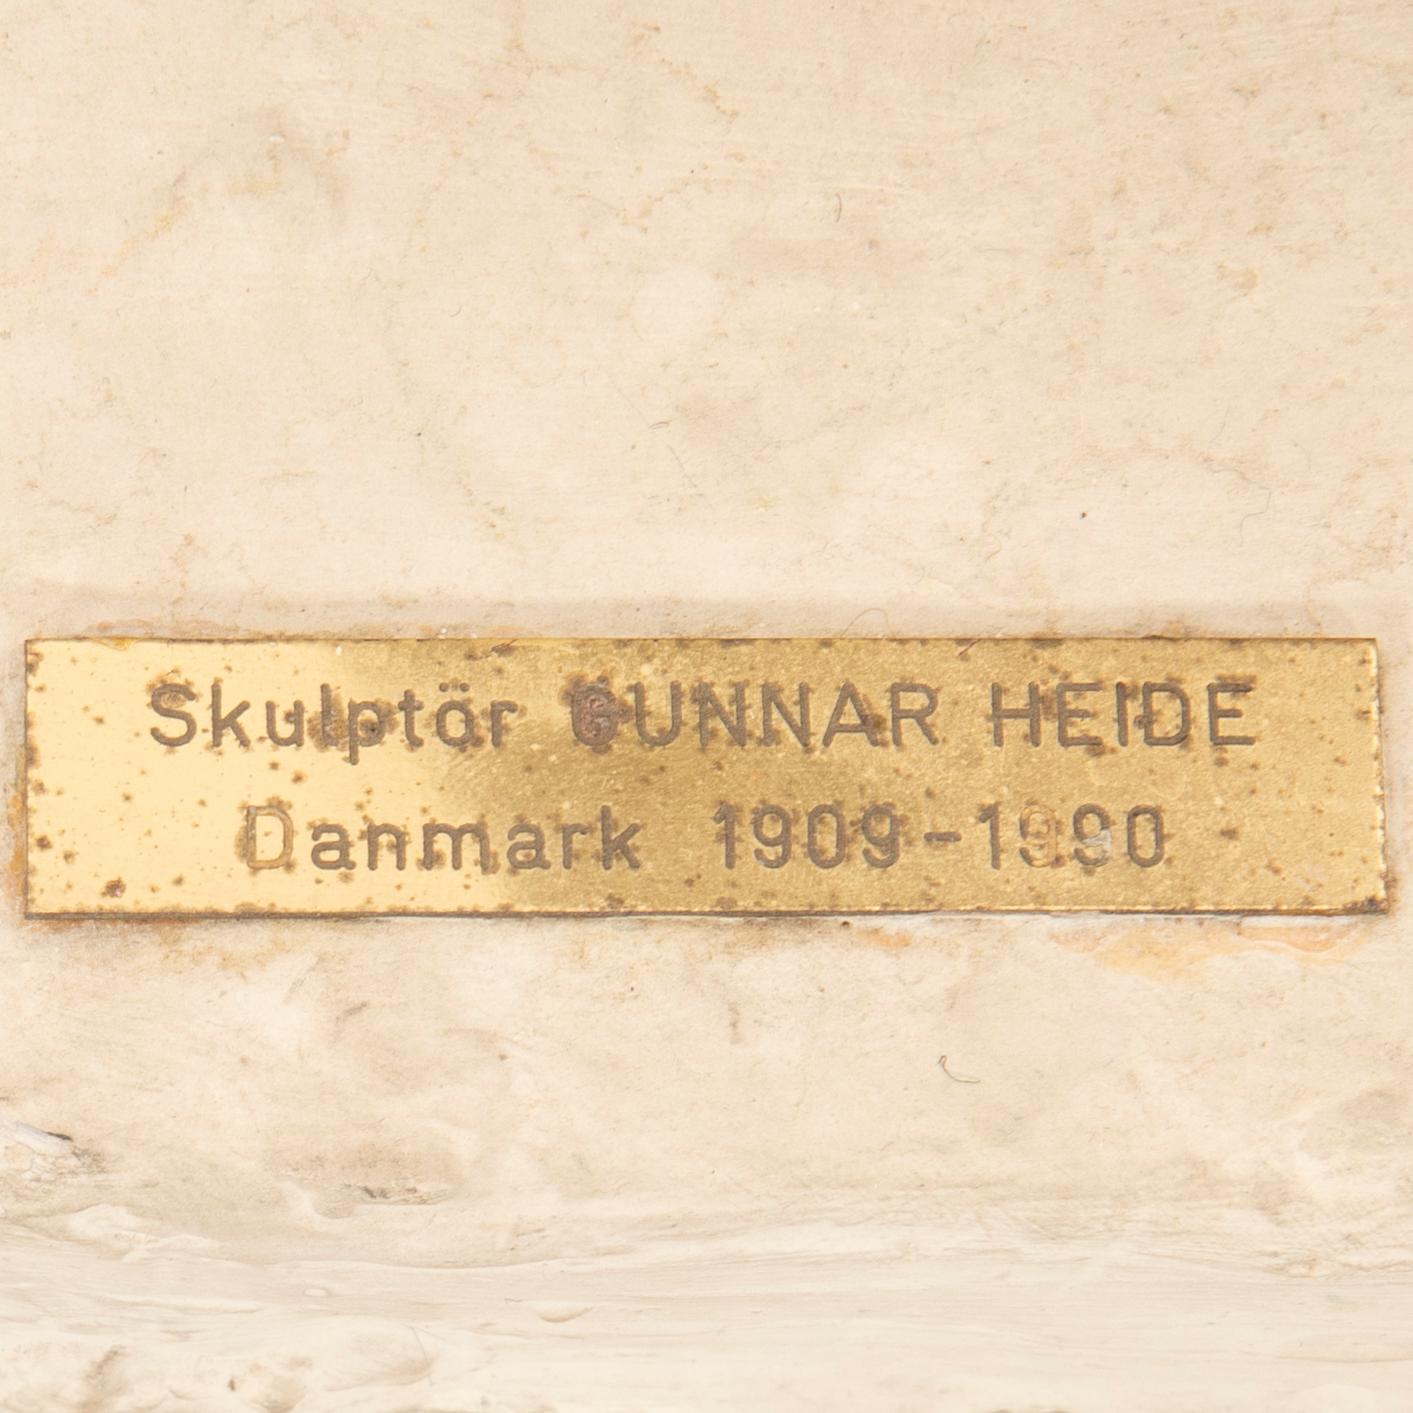 Skulptör GUNNAR HEIDE
Danmark 1909-1990